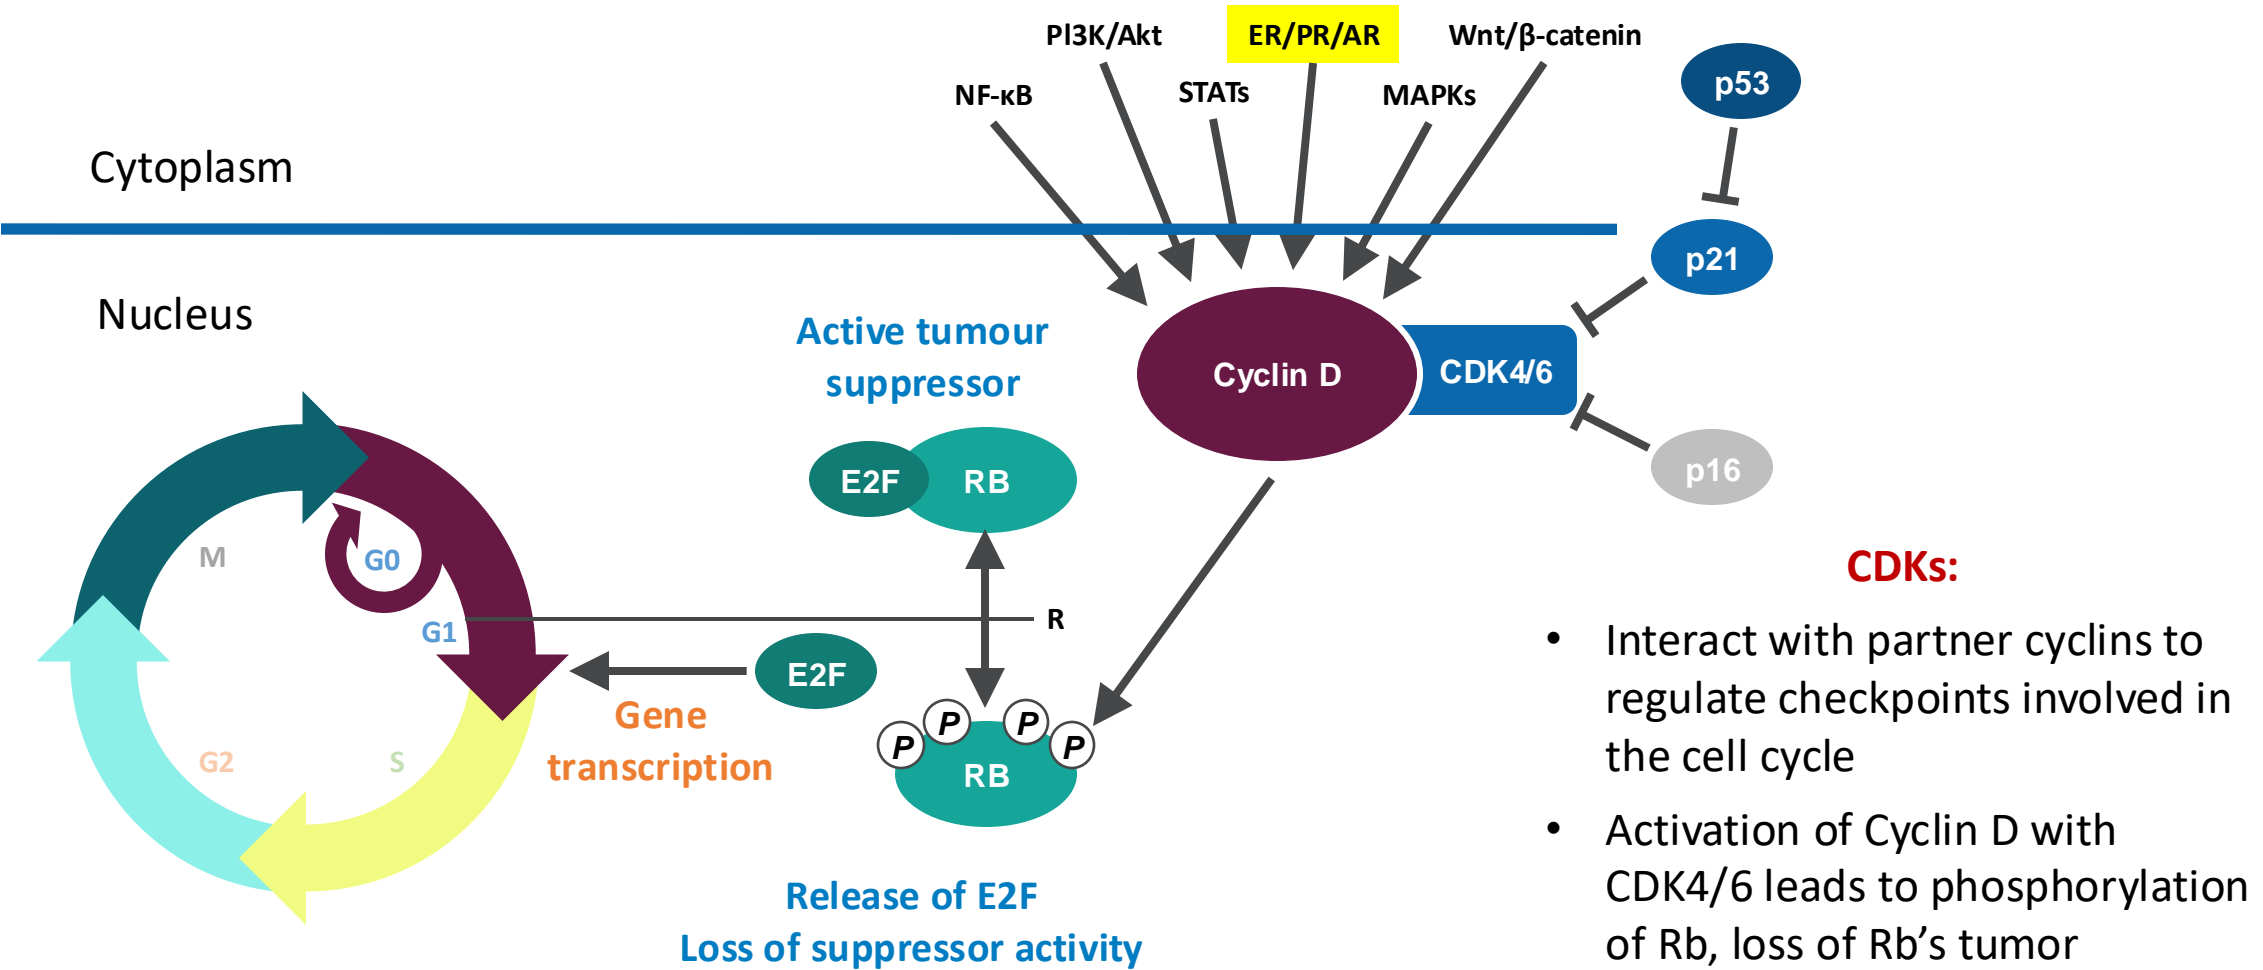 PI3K/Akt
ER/PR/AR
Wnt/β-catenin
NF-κB
STATs
MAPKs
p53
Cytoplasm
p21
Nucleus
Active tumour
suppressor
Cyclin D
CDK4/6
E2F
RB
p16
M
G0
G1
R
E2F
Gene
transcription
P
P
P
P
RB
G2
S
Release of E2F
Loss of suppressor activity
CDKs:
• Interact with partner cyclins to
regulate checkpoints involved in
the cell cycle
• Activation of Cyclin D with
CDK4/6 leads to phosphorylation
of Rb, loss of Rb’s tumor